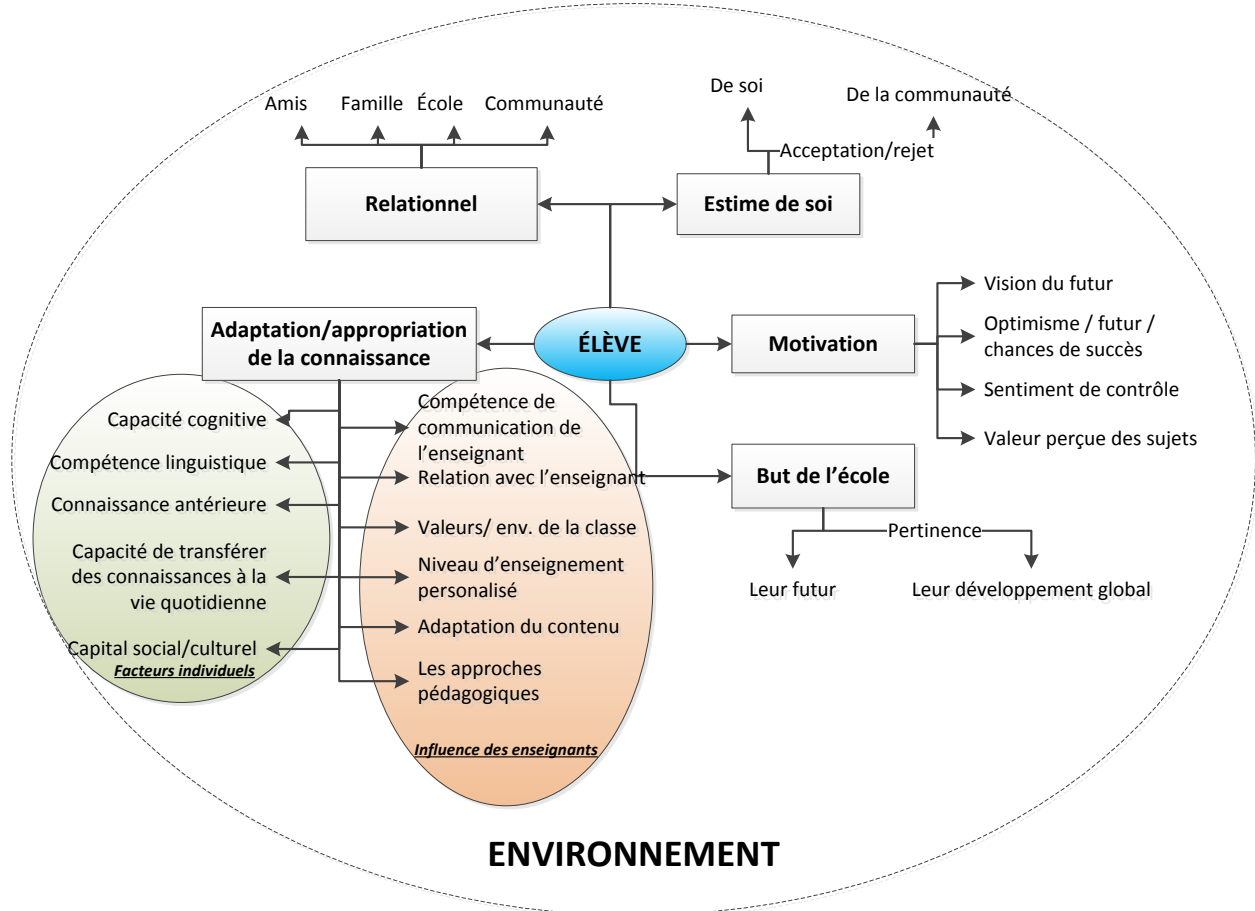 Amis
Famille
École
Communauté
De soi
De la communauté
Acceptation/rejet
Relationnel
Estime de soi
Adaptation/appropriation
de la connaissance
ÉLÈVE
Motivation
Vision du futur
Optimisme / futur /
chances de succès
Sentiment de contrôle
Valeur perçue des sujets
Capacité cognitive
Compétence linguistique
Connaissance antérieure
Capacité de transférer
des connaissances à la
vie quotidienne
Capital social/culturel
Facteurs individuels
Compétence de
communication de
l’enseignant
Relation avec l’enseignant
Valeurs/ env. de la classe
Niveau d’enseignement
personalisé
Adaptation du contenu
Les approches
pédagogiques
Influence des enseignants
But de l’école
Pertinence
Leur futur
Leur développement global
ENVIRONNEMENT